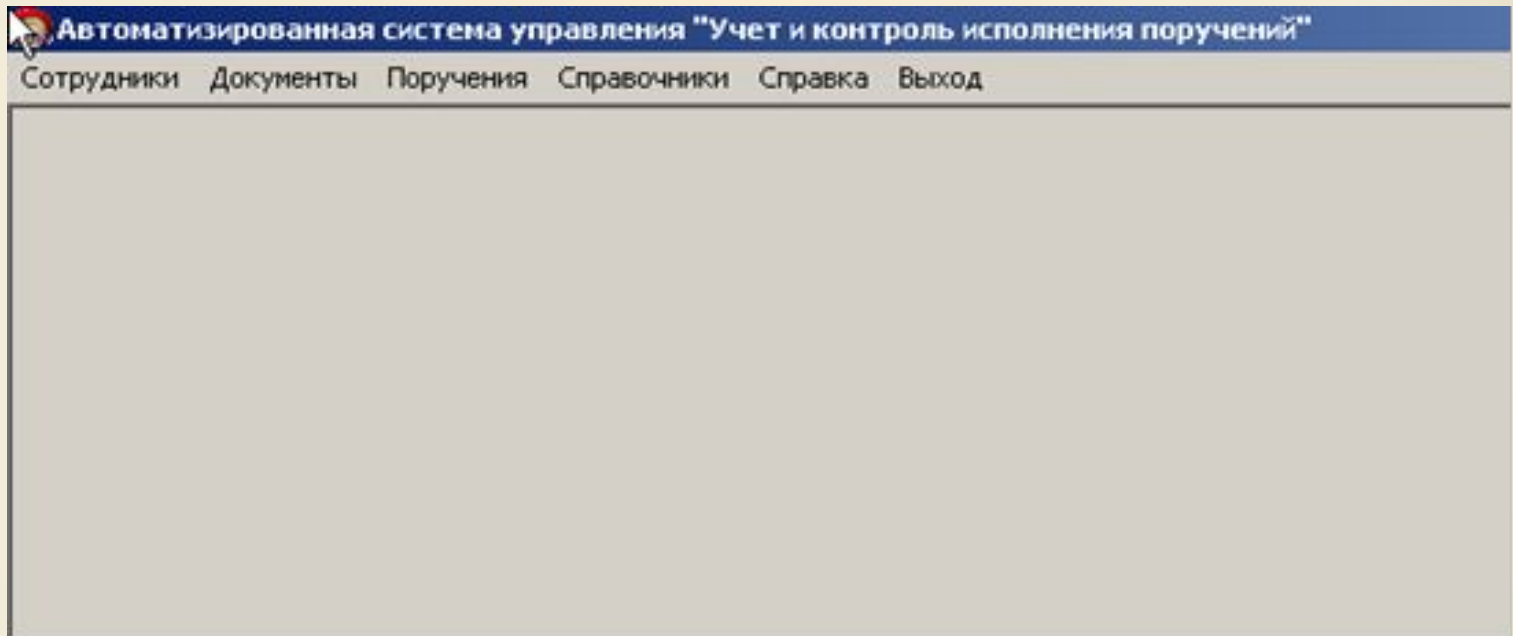 Автоматизированная система управления "Учет и контроль исполнения поручений"
Сотрудники Документы Поручения Справочники Справка Выход